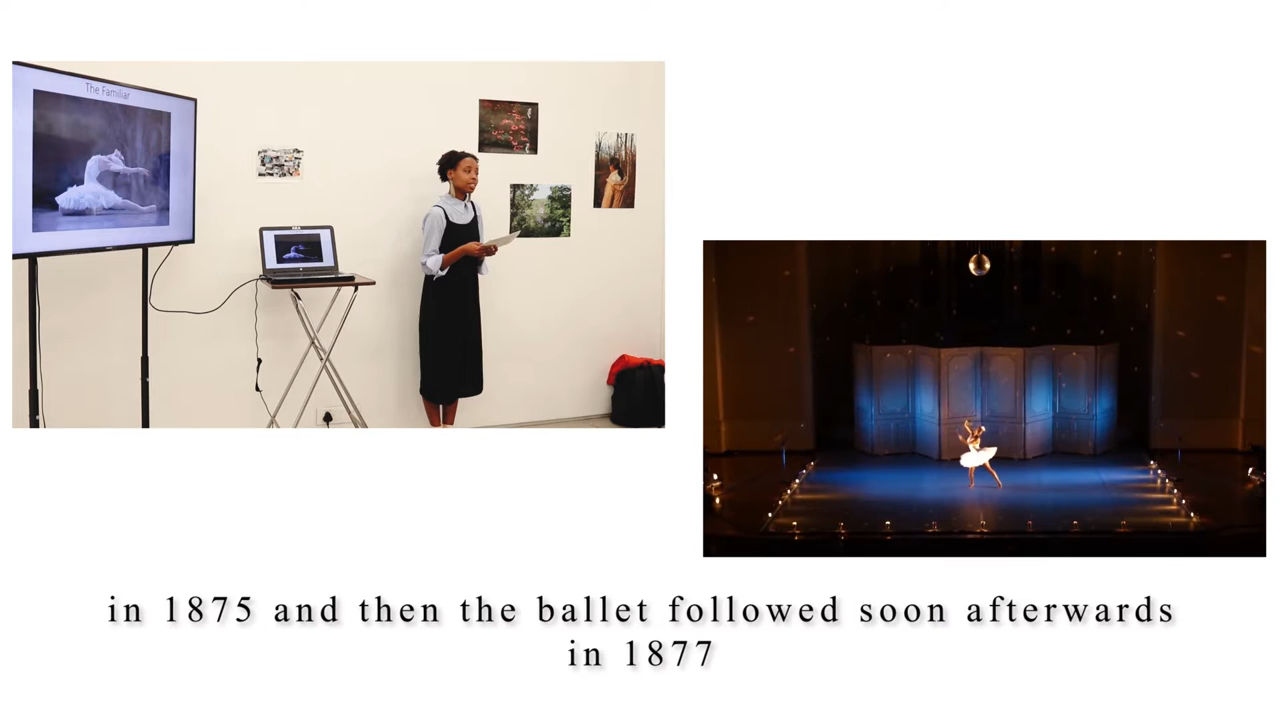 The Familiar
in 1875 and then the ballet followed soon afterwards
in 1877